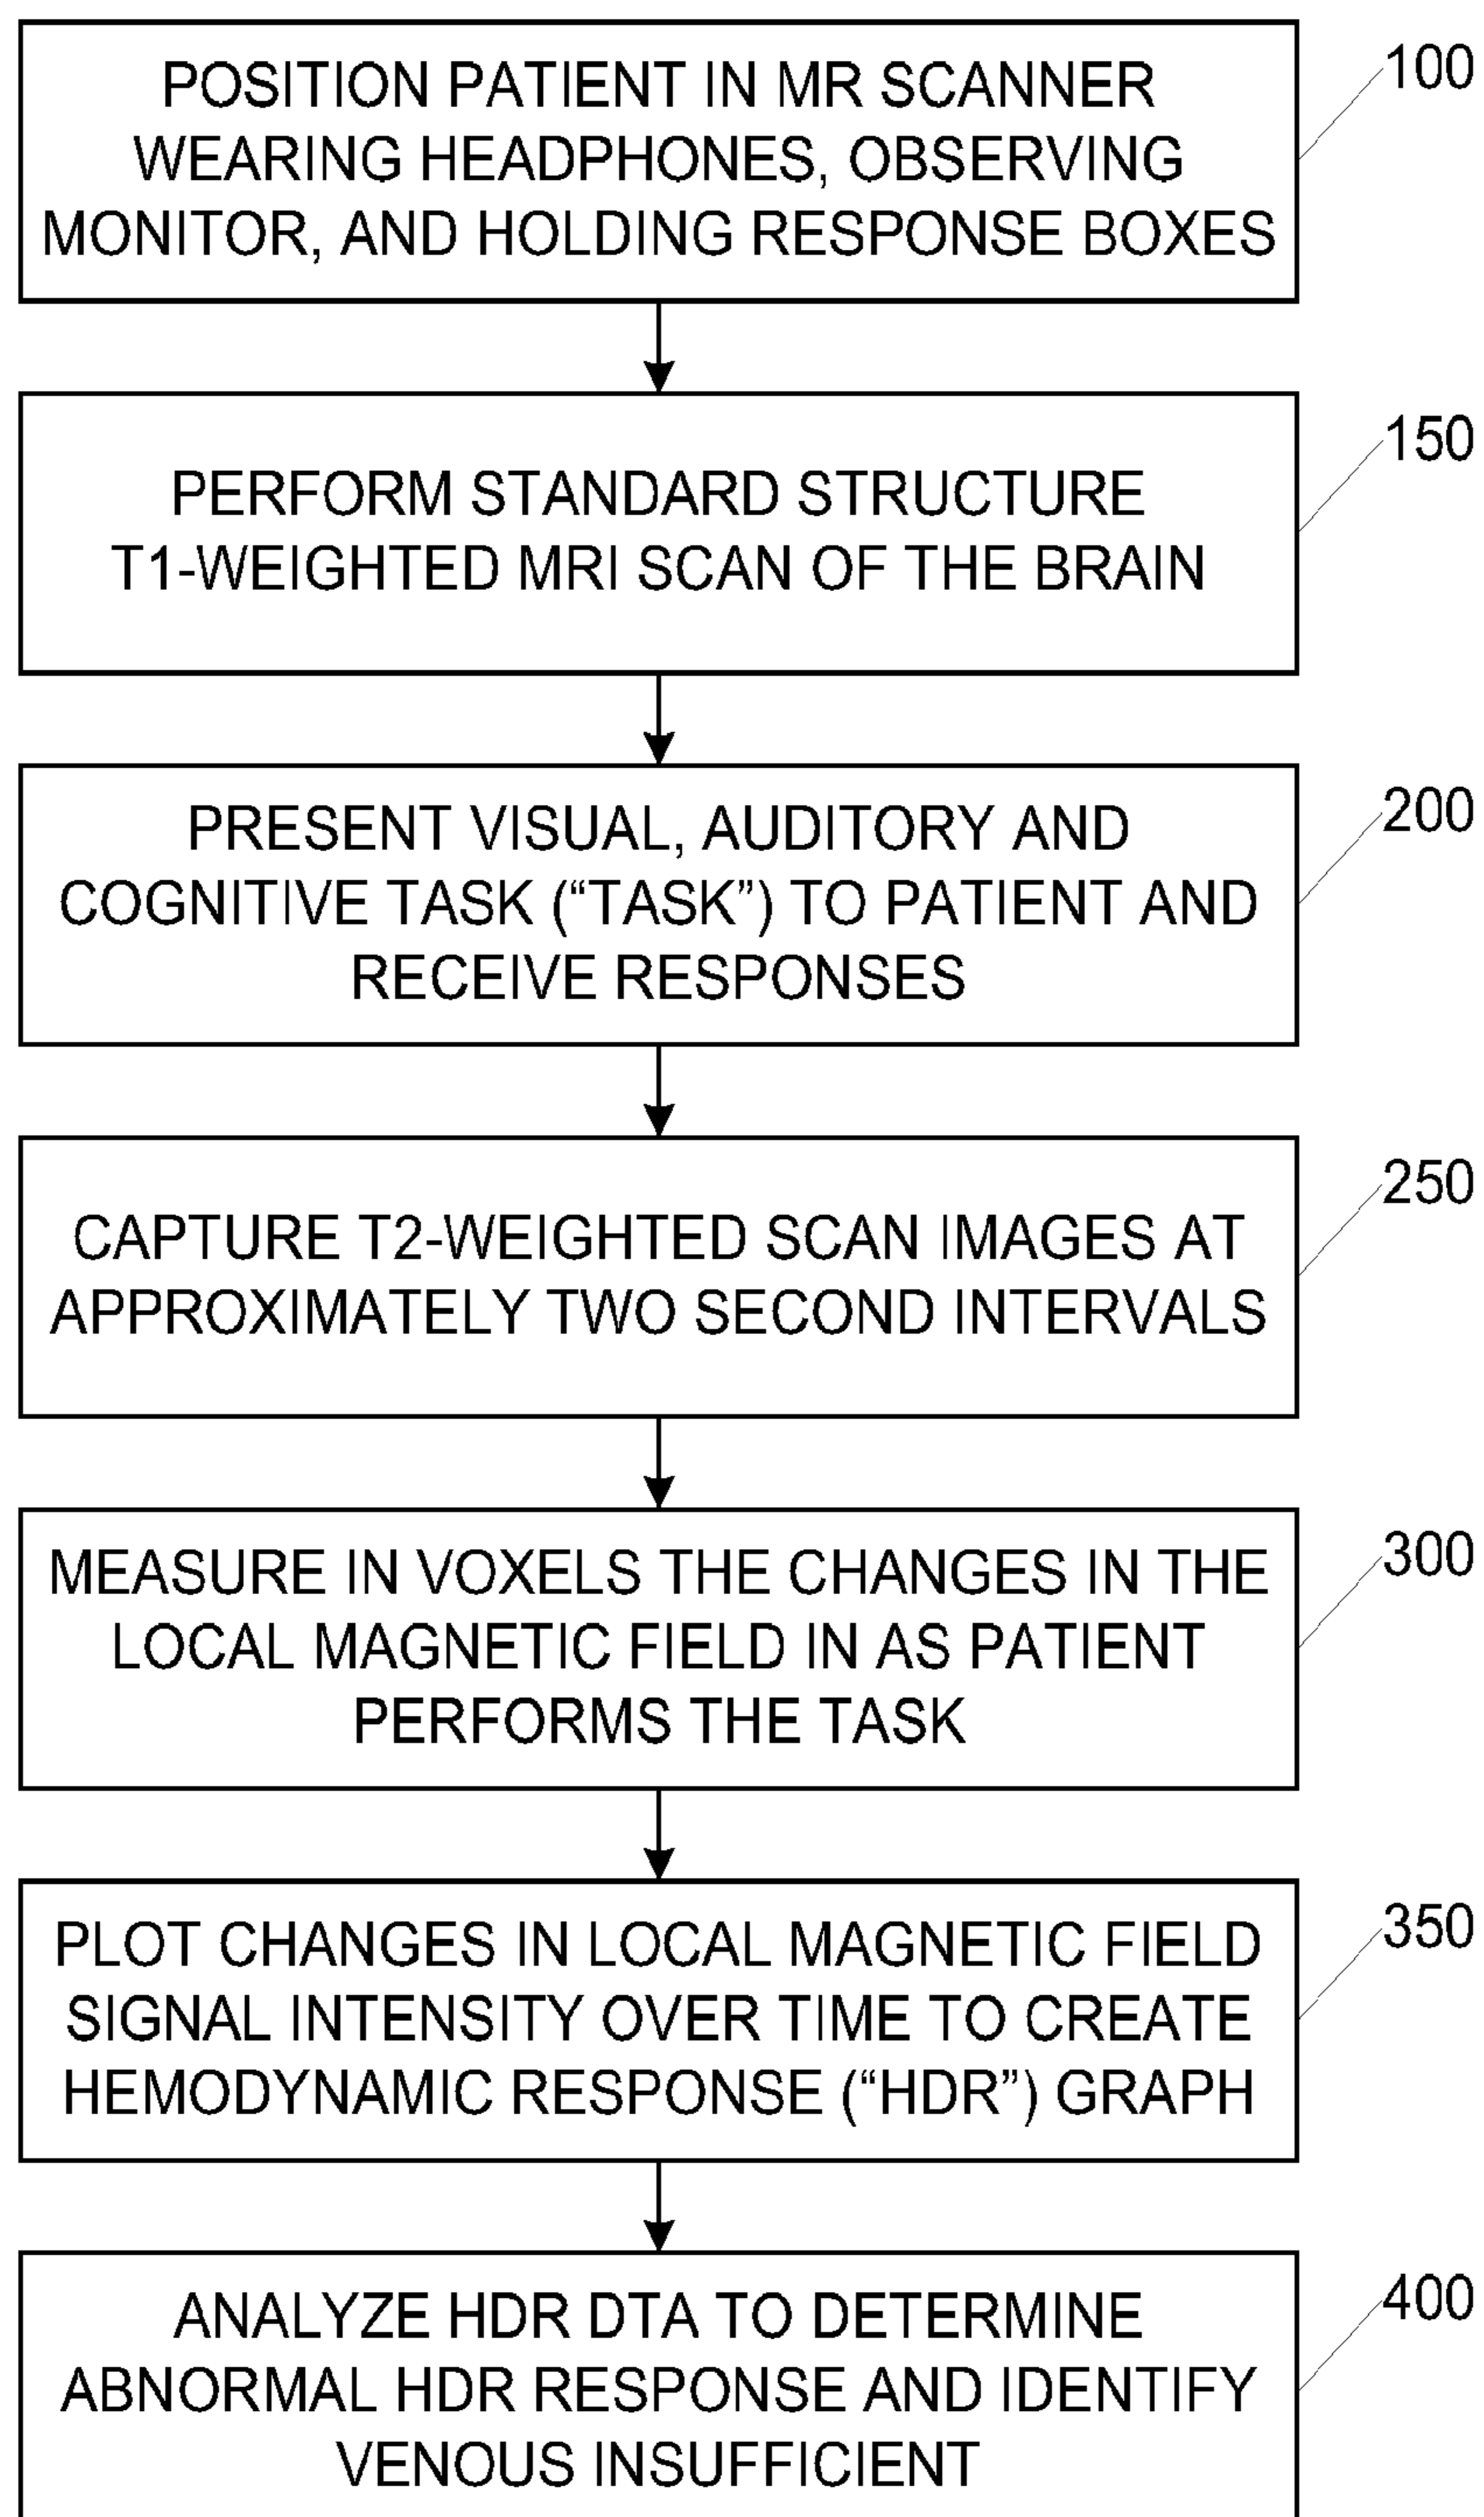 POSITION PATIENT IN MR SCANNER
WEARING HEADPHONES, OBSERVING
MONITOR, AND HOLDING RESPONSE BOXES
100
PERFORM STANDARD STRUCTURE
T1-WEIGHTED MRI SCAN OF THE BRAIN
150
PRESENT VISUAL, AUDITORY AND
COGNITIVE TASK (“TASK”) TO PATIENT AND
RECEIVE RESPONSES
200
CAPTURE T2-WEIGHTED SCAN IMAGES AT
APPROXIMATELY TWO SECOND INTERVALS
250
MEASURE IN VOXELS THE CHANGES IN THE
LOCAL MAGNETIC FIELD IN AS PATIENT
PERFORMS THE TASK
300
PLOT CHANGES IN LOCAL MAGNETIC FIELD
SIGNAL INTENSITY OVER TIME TO CREATE
HEMODYNAMIC RESPONSE (“HDR”) GRAPH
350
ANALYZE HDR DTA TO DETERMINE
ABNORMAL HDR RESPONSE AND IDENTIFY
VENOUS INSUFFICIENT
400